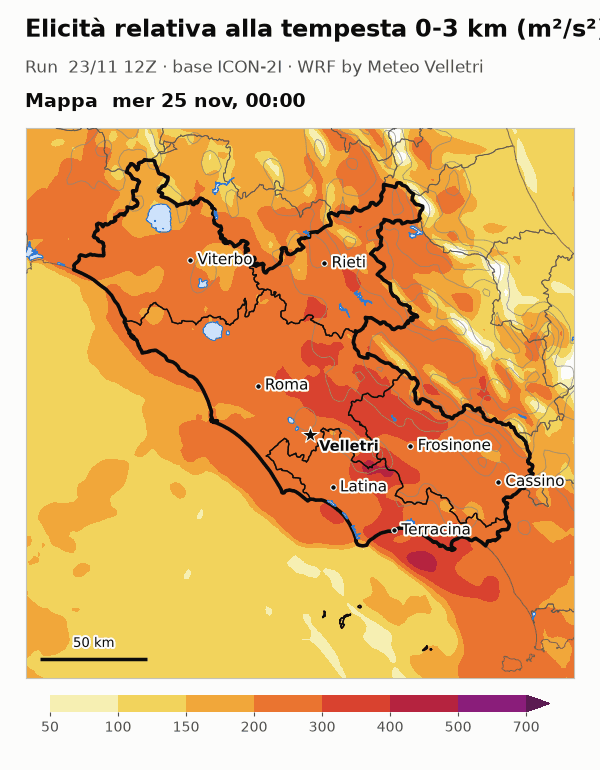 Elicità relativa alla tempesta 0-3 km (m²/s²)
Run 23/11 12Z · base ICON-2I · WRF by Meteo Velletri
Mappa mer 25 nov, 00:00
Viterbo
Rieti
Roma
Velletri
Frosinone
Latina
Cassino
Terracina
50 km
50 100 150 200 300 400 500 700